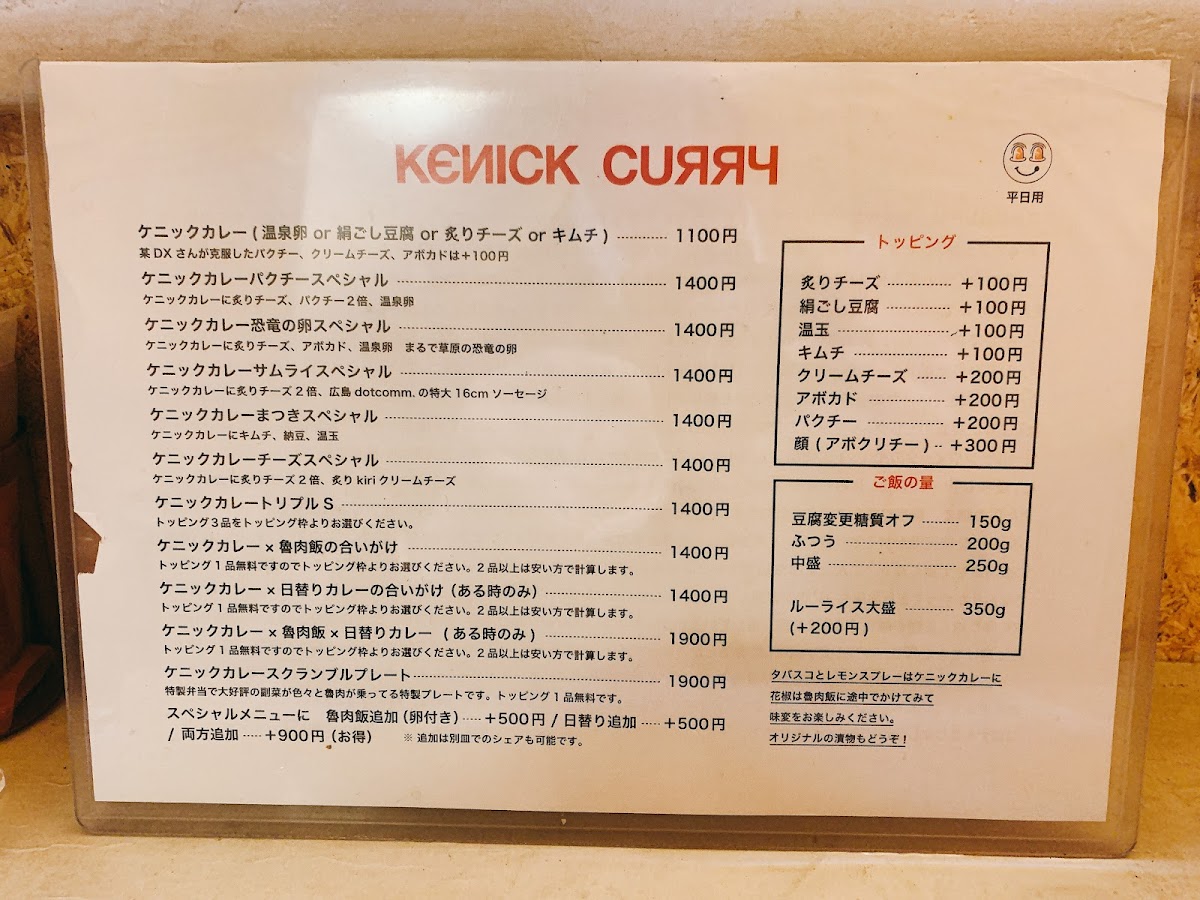 KENICK CURRY
平日用
ケニックカレー ( 温泉卵 or 絹ごし豆腐 or 炙りチーズ or キムチ ) ………… 1100円
某DXさんが克服したパクチー、クリームチーズ、アボカドは＋100円
ケニックカレーパクチースペシャル ………… 1400円
ケニックカレーに炙りチーズ、パクチー2倍、温泉卵
ケニックカレー恐竜の卵スペシャル ………… 1400円
ケニックカレーに炙りチーズ、アボカド、温泉卵　まるで草原の恐竜の卵
ケニックカレーサムライスペシャル ………… 1400円
ケニックカレーに炙りチーズ2倍、広島 dotcomm. の特大16cmソーセージ
ケニックカレーまつきスペシャル ………… 1400円
ケニックカレーにキムチ、納豆、温玉
ケニックカレーチーズスペシャル ………… 1400円
ケニックカレーに炙りチーズ2倍、炙りkiriクリームチーズ
ケニックカレートリプルS ………… 1400円
トッピング3品をトッピング枠よりお選びください。
ケニックカレー × 魯肉飯の合いがけ ………… 1400円
トッピング1品無料ですのでトッピング枠よりお選びください。2品以上は安い方で計算します。
ケニックカレー × 日替りカレーの合いがけ（ある時のみ） ………… 1400円
トッピング1品無料ですのでトッピング枠よりお選びください。2品以上は安い方で計算します。
ケニックカレー × 魯肉飯 × 日替りカレー ( ある時のみ ) ………… 1900円
トッピング1品無料ですのでトッピング枠よりお選びください。2品以上は安い方で計算します。
ケニックカレースクランブルプレート ………… 1900円
特製弁当で大好評の副菜が色々と魯肉が乗ってる特製プレートです。トッピング1品無料です。
スペシャルメニューに　魯肉飯追加（卵付き）…… ＋500円 / 日替り追加 …… ＋500円
/ 両方追加 …… ＋900円（お得）　※ 追加は別皿でのシェアも可能です。
トッピング
炙りチーズ ………… ＋100円
絹ごし豆腐 ………… ＋100円
温玉 ………… ＋100円
キムチ ………… ＋100円
クリームチーズ …… ＋200円
アボカド ………… ＋200円
パクチー ………… ＋200円
顔 ( アボクリチー ) ‥ ＋300円
ご飯の量
豆腐変更糖質オフ …… 150g
ふつう ………… 200g
中盛 ………… 250g
ルーライス大盛 ……… 350g
(＋200円)
タバスコとレモンスプレーはケニックカレーに
花椒は魯肉飯に途中でかけてみて
味変をお楽しみください。
オリジナルの漬物もどうぞ！